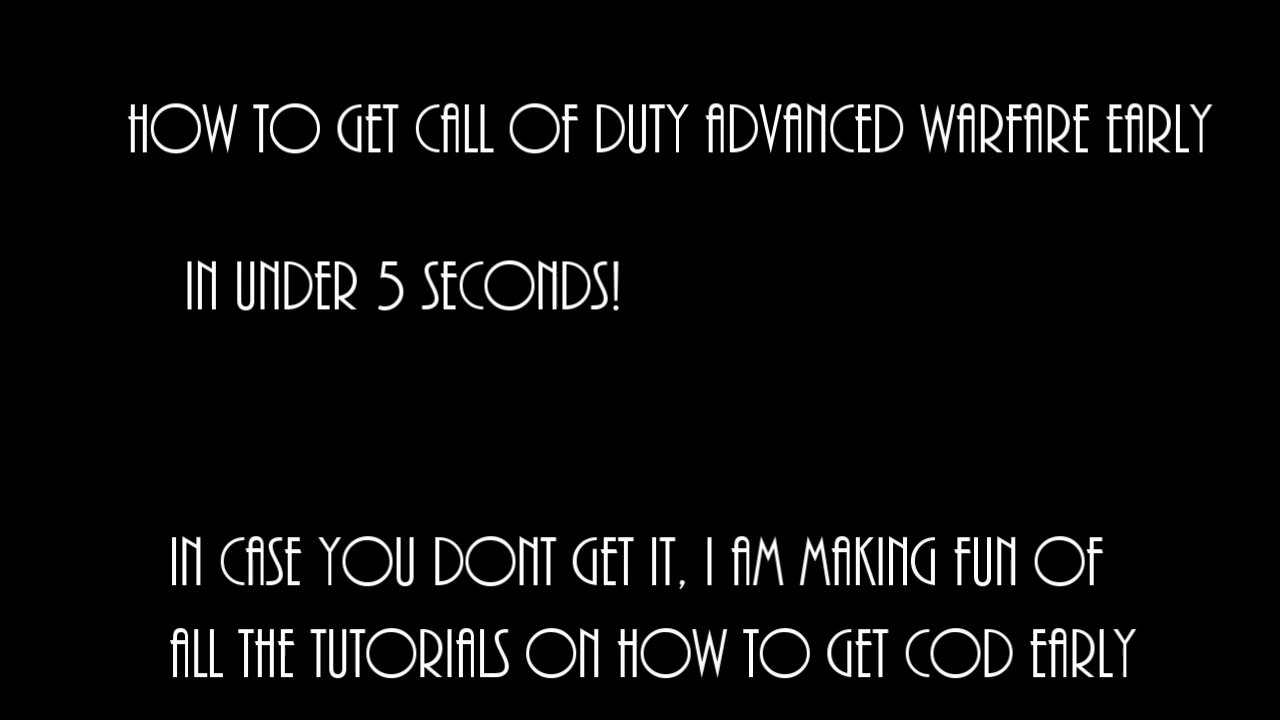 HOW TO GET CALL OF DUTY ADVANCED WARFARE EARLY
IN UNDER 5 SECONDS!
IN CASE YOU DONT GET IT, I AM MAKING FUN OF
ALL THE TUTORIALS ON HOW TO GET COD EARLY